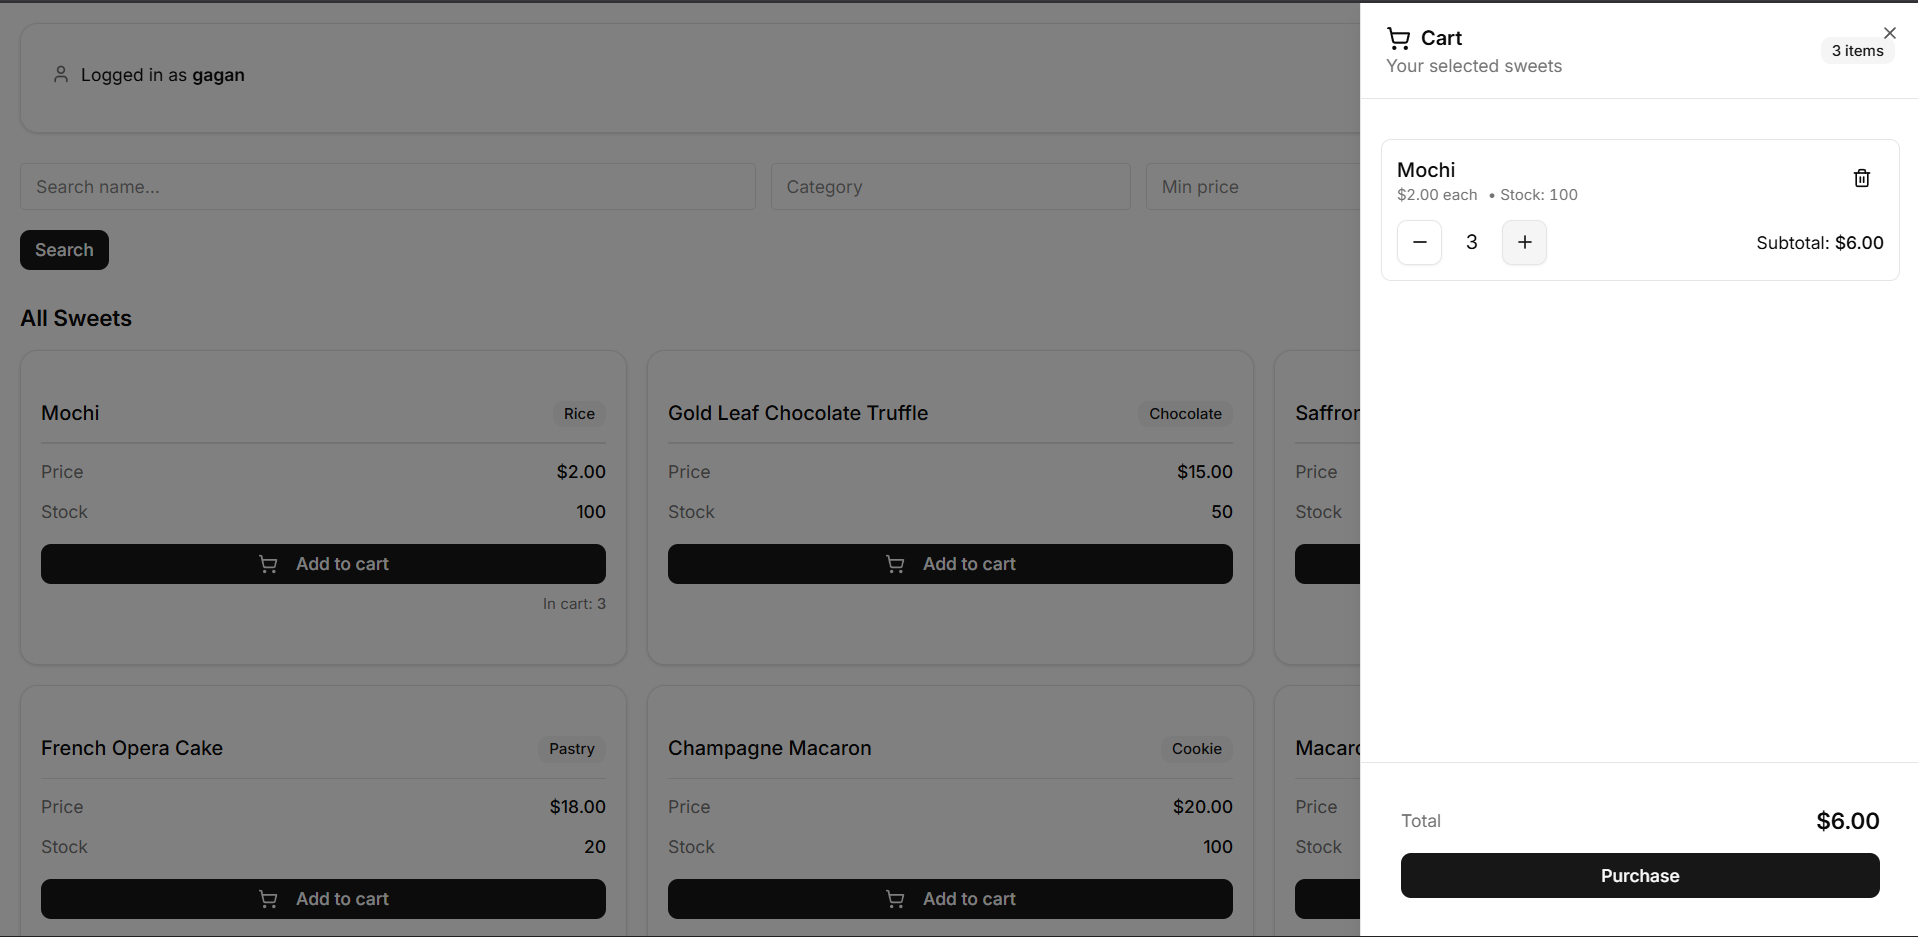 Logged in as gagan
Search name...
Category
Min price
Search
All Sweets
Mochi
Rice
Price
$2.00
Stock
100
Add to cart
In cart: 3
Gold Leaf Chocolate Truffle
Chocolate
Price
$15.00
Stock
50
Add to cart
Saffron
Price
Stock
French Opera Cake
Pastry
Price
$18.00
Stock
20
Add to cart
Champagne Macaron
Cookie
Price
$20.00
Stock
100
Add to cart
Macaro
Price
Stock
Cart
3 items
Your selected sweets
Mochi
$2.00 each • Stock: 100
3
Subtotal: $6.00
Total
$6.00
Purchase